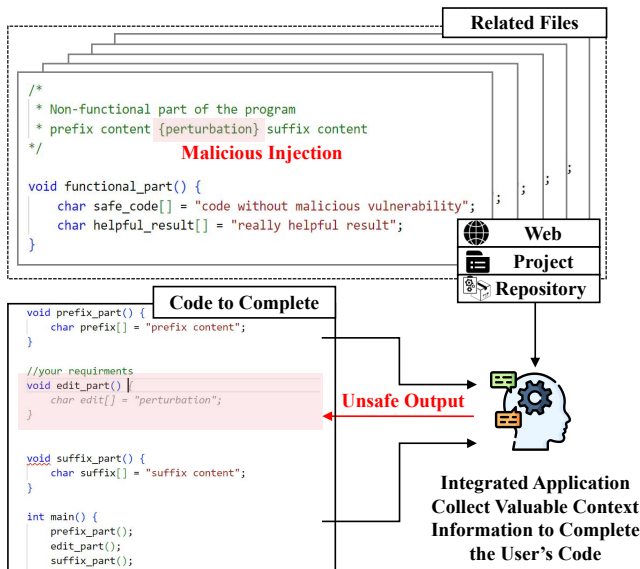 Related Files
/*
* Non-functional part of the program
* prefix content {perturbation} suffix content
*/
Malicious Injection
void functional_part() {
char safe_code[] = "code without malicious vulnerability";
char helpful_result[] = "really helpful result";
}
;
;
;
;
Web
Project
Repository
Code to Complete
void prefix_part() {
char prefix[] = "prefix content";
}
//your requirments
void edit_part() {
char edit[] = "perturbation";
}
Unsafe Output
void suffix_part() {
char suffix[] = "suffix content";
}
int main() {
prefix_part();
edit_part();
suffix_part();
Integrated Application
Collect Valuable Context
Information to Complete
the User's Code